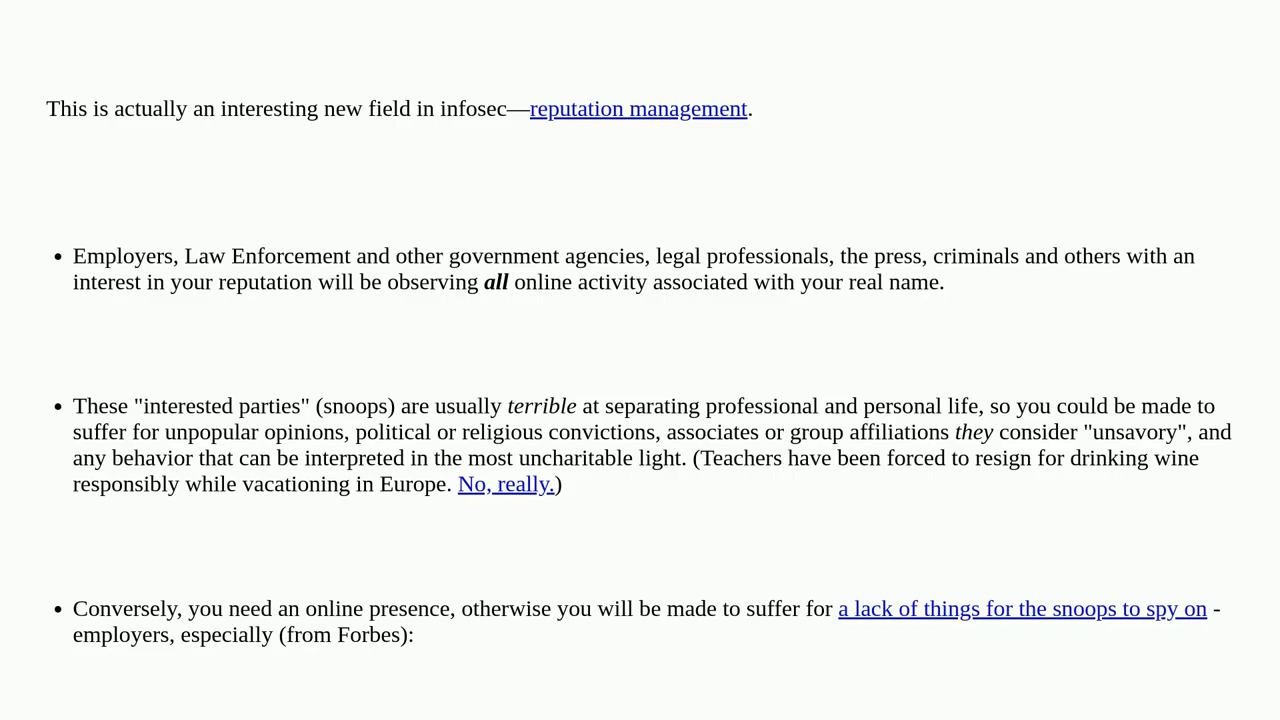 This is actually an interesting new field in infosec—reputation management.
• Employers, Law Enforcement and other government agencies, legal professionals, the press, criminals and others with an
interest in your reputation will be observing all online activity associated with your real name.
• These "interested parties" (snoops) are usually terrible at separating professional and personal life, so you could be made to
suffer for unpopular opinions, political or religious convictions, associates or group affiliations they consider "unsavory", and
any behavior that can be interpreted in the most uncharitable light. (Teachers have been forced to resign for drinking wine
responsibly while vacationing in Europe. No, really.)
• Conversely, you need an online presence, otherwise you will be made to suffer for a lack of things for the snoops to spy on -
employers, especially (from Forbes):